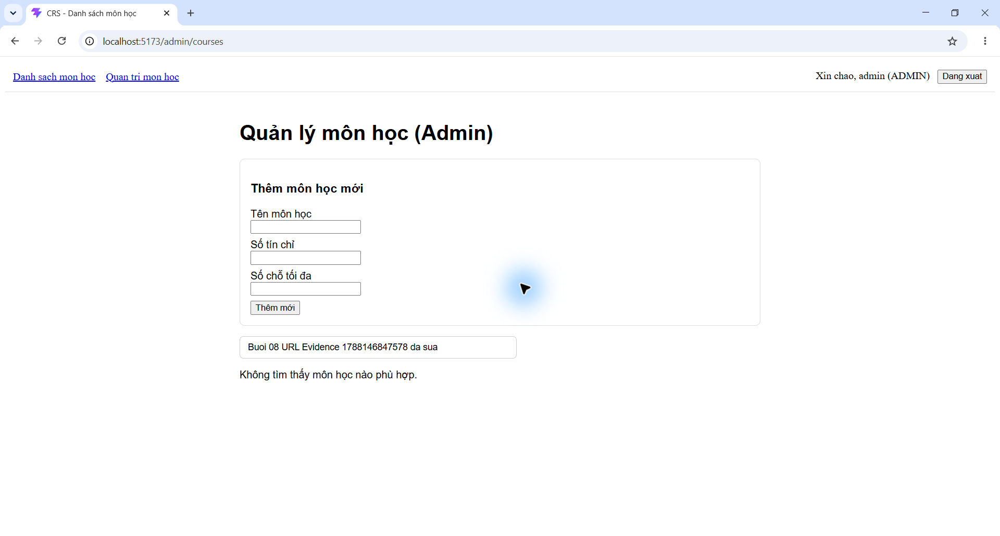 CRS - Danh sách môn học
localhost:5173/admin/courses
Danh sach mon hoc Quan tri mon hoc Xin chao, admin (ADMIN) Dang xuat
Quản lý môn học (Admin)
Thêm môn học mới
Tên môn học
Số tín chỉ
Số chỗ tối đa
Thêm mới
Buoi 08 URL Evidence 1788146847578 da sua
Không tìm thấy môn học nào phù hợp.